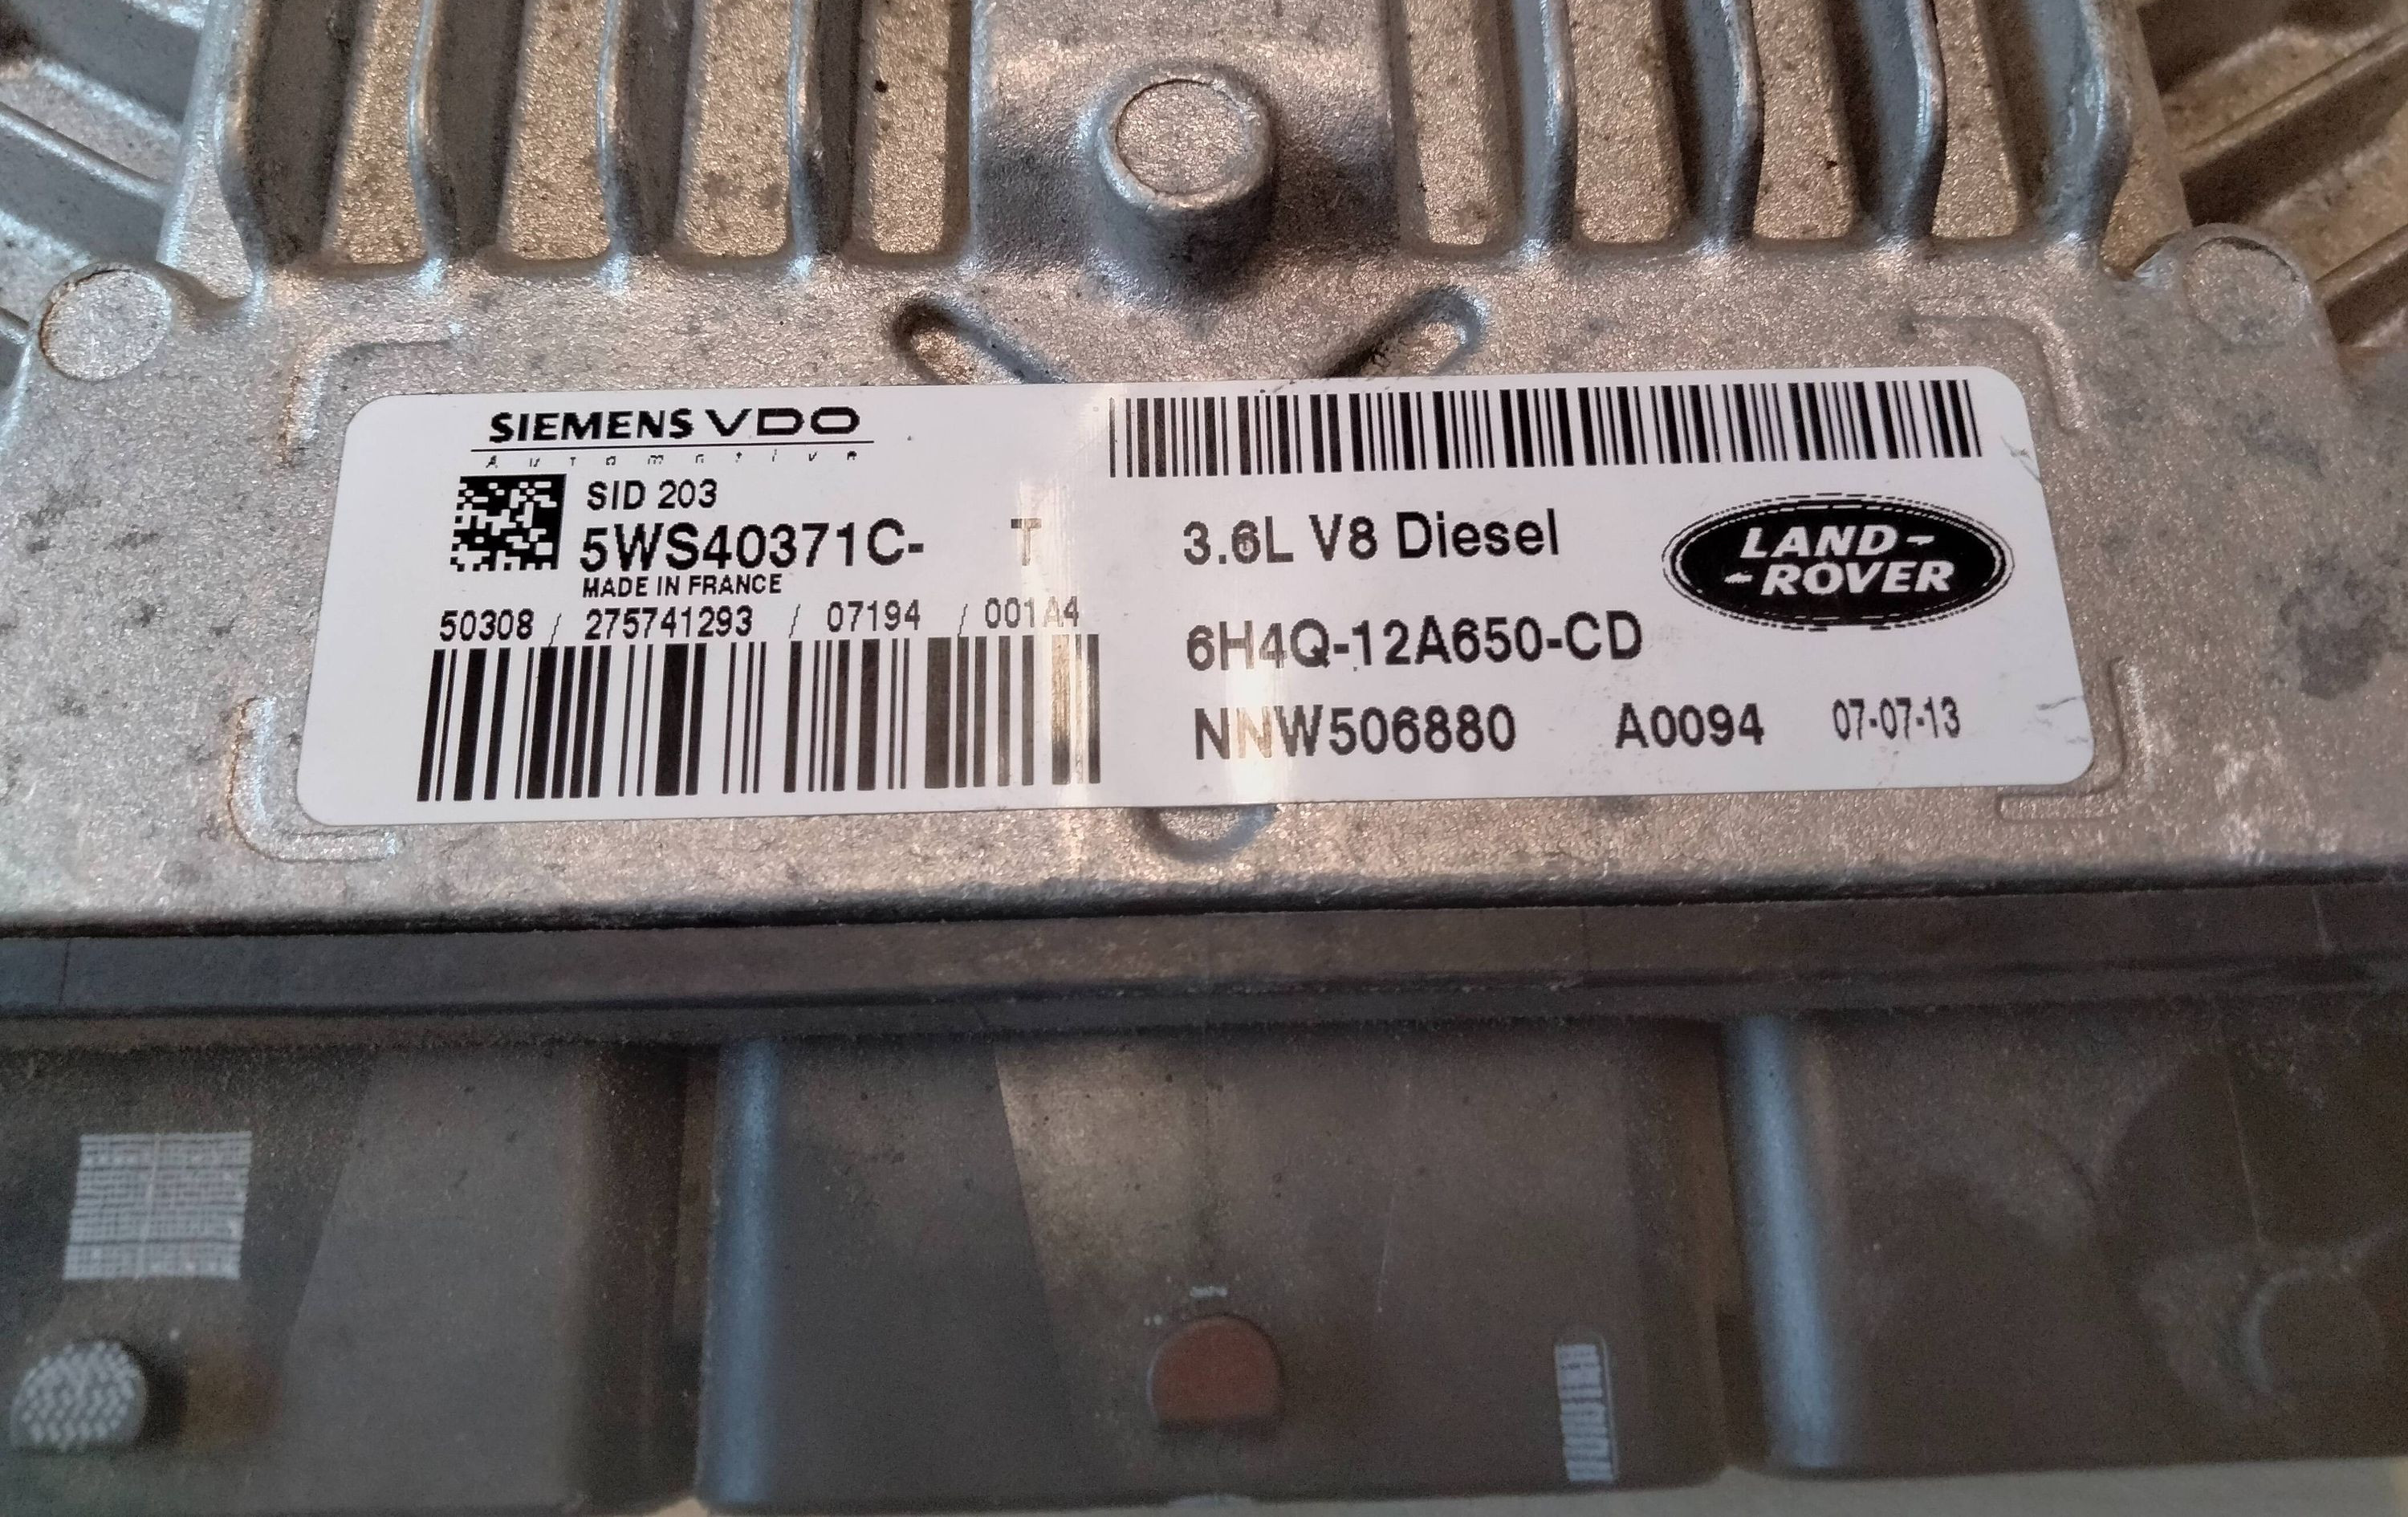 SIEMENS VDO
Automotive
SID 203
5WS40371C- T
MADE IN FRANCE
50308 / 275741293 / 07194 / 001A4
3.6L V8 Diesel
LAND-
-ROVER
6H4Q-12A650-CD
NNW506880 A0094 07-07-13